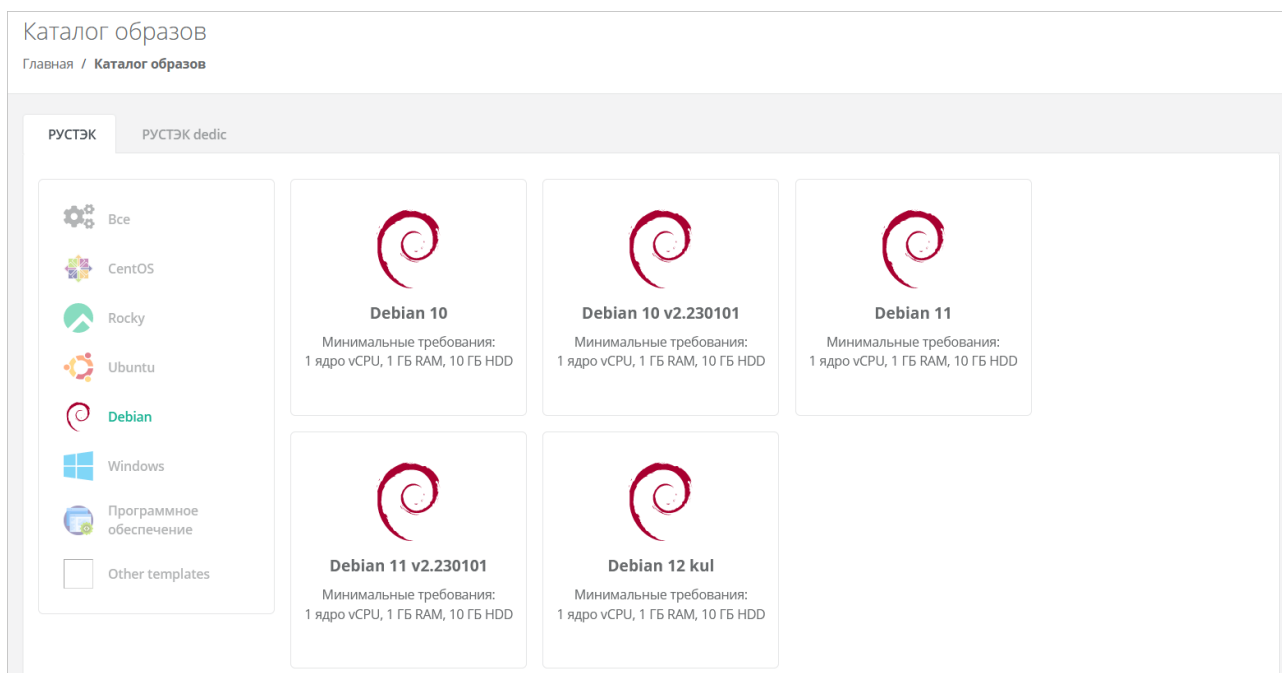 Каталог образов
Главная / Каталог образов
РУСТЭК
РУСТЭК dedic
Все
CentOS
Rocky
Ubuntu
Debian
Windows
Программное
обеспечение
Other templates
Debian 10
Минимальные требования:
1 ядро vCPU, 1 ГБ RAM, 10 ГБ HDD
Debian 10 v2.230101
Минимальные требования:
1 ядро vCPU, 1 ГБ RAM, 10 ГБ HDD
Debian 11
Минимальные требования:
1 ядро vCPU, 1 ГБ RAM, 10 ГБ HDD
Debian 11 v2.230101
Минимальные требования:
1 ядро vCPU, 1 ГБ RAM, 10 ГБ HDD
Debian 12 kul
Минимальные требования:
1 ядро vCPU, 1 ГБ RAM, 10 ГБ HDD